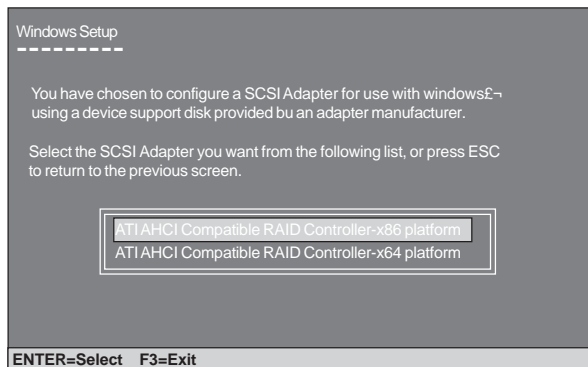 Windows Setup
You have chosen to configure a SCSI Adapter for use with windows£¬
using a device support disk provided bu an adapter manufacturer.
Select the SCSI Adapter you want from the following list, or press ESC
to return to the previous screen.
ATI AHCI Compatible RAID Controller-x86 platform
ATI AHCI Compatible RAID Controller-x64 platform
ENTER=Select F3=Exit